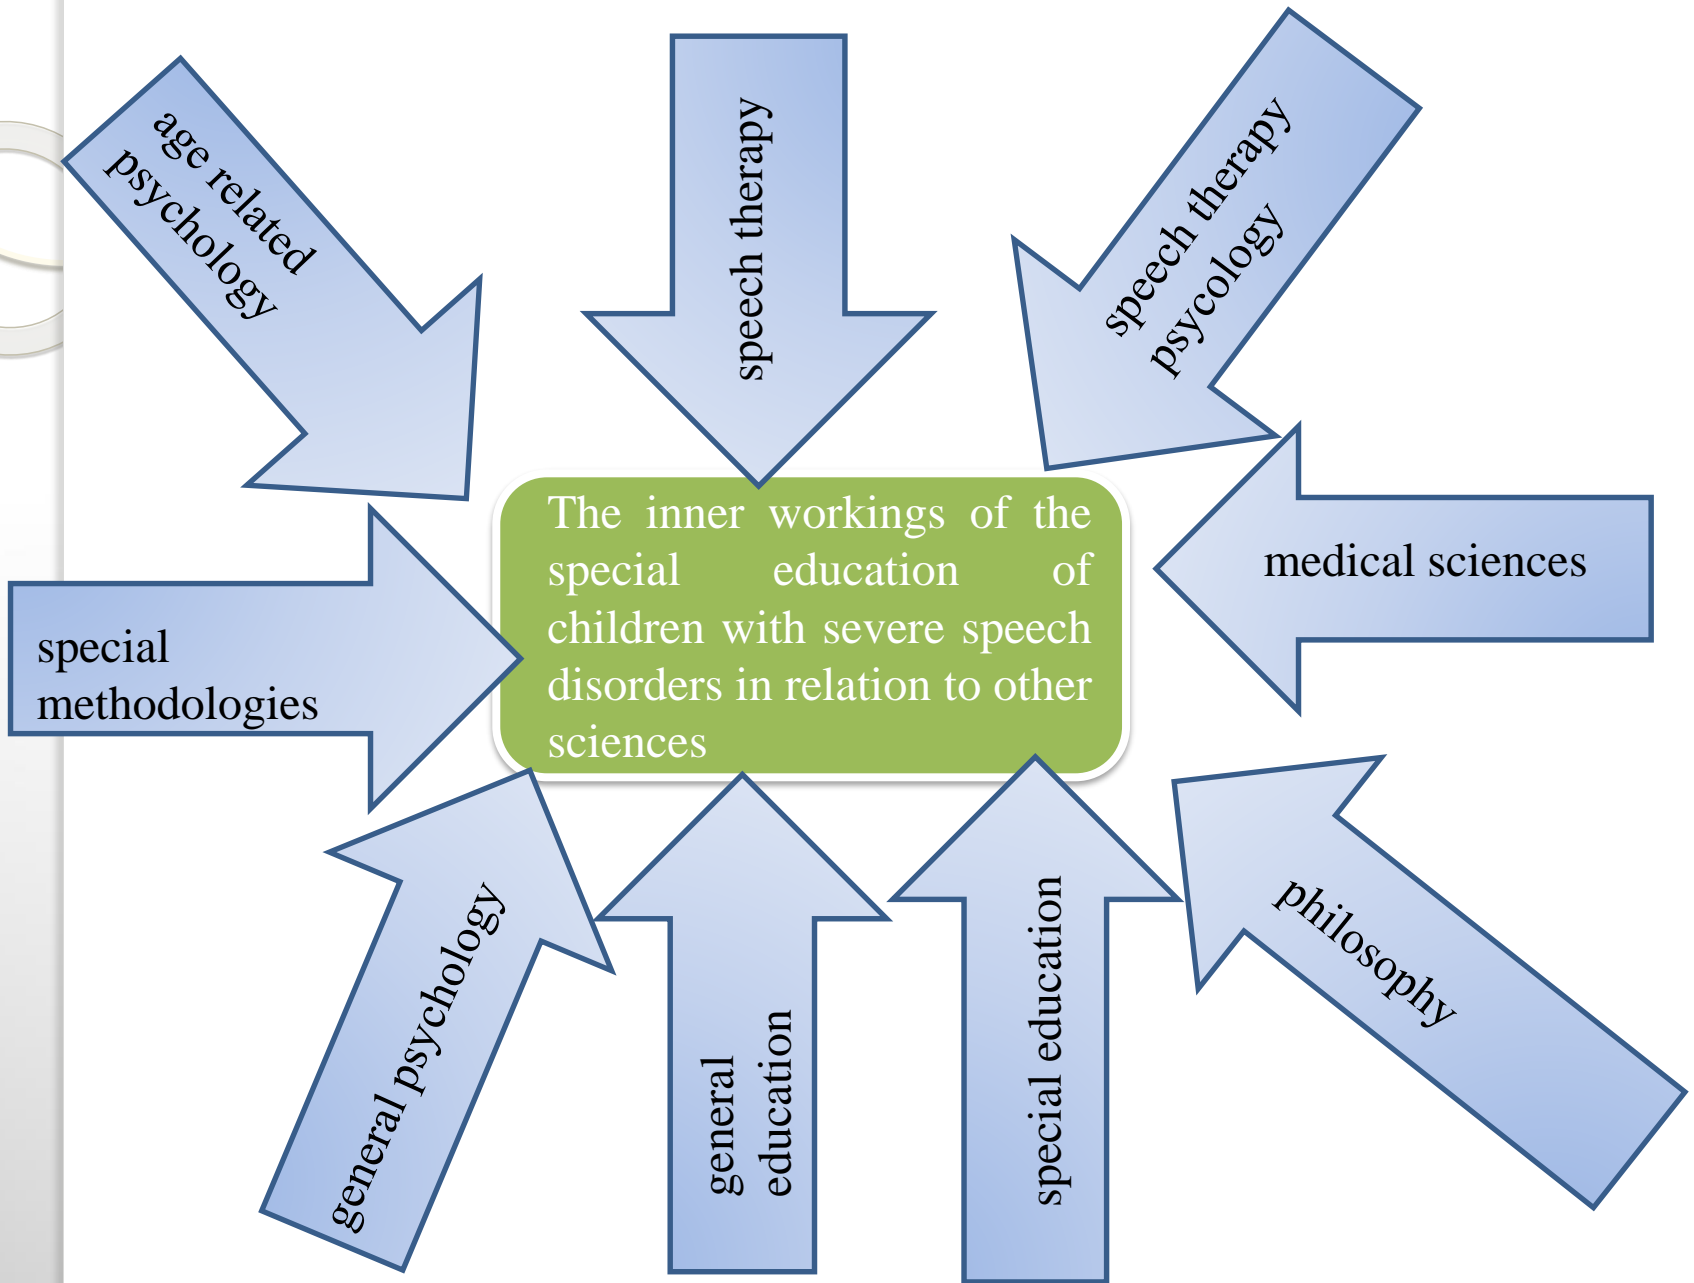 age related
psychology
speech therapy
speech therapy
psycology
The inner workings of the
special education of
children with severe speech
disorders in relation to other
sciences
medical sciences
special
methodologies
general psychology
general
education
special education
philosophy